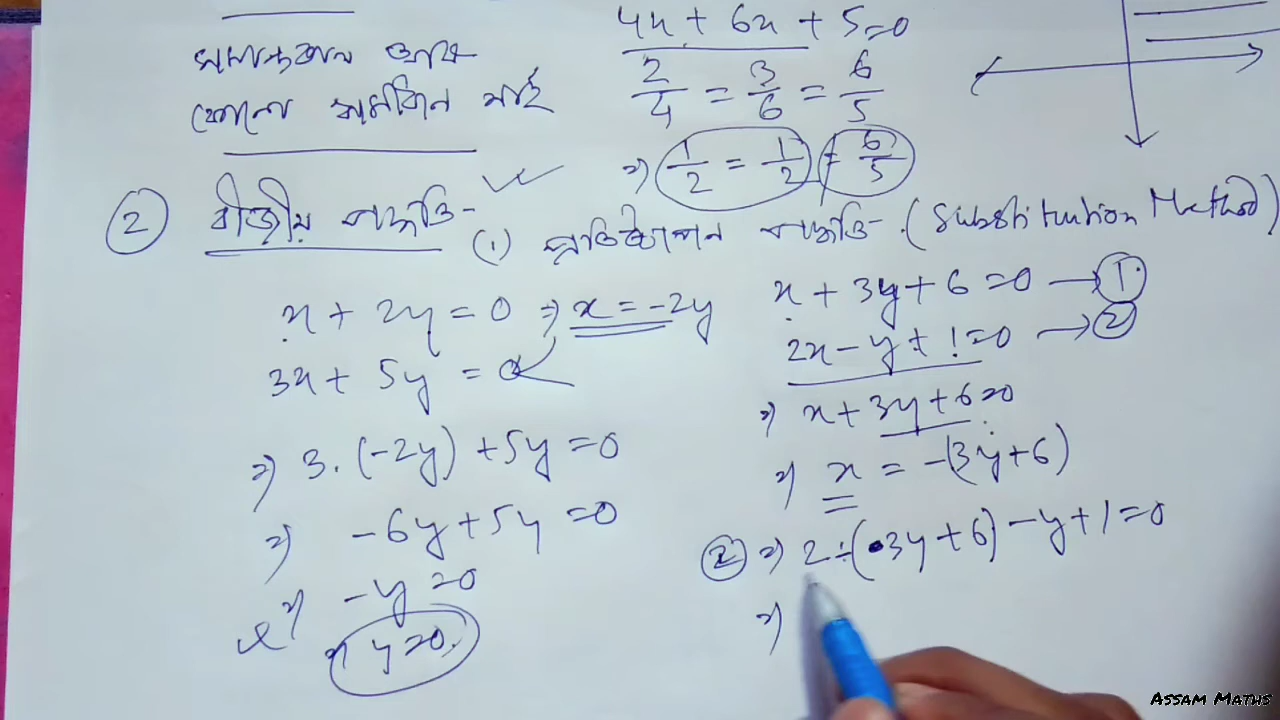 4x + 6x + 5 = 0
সমান্তৰাল
কোনো সমাধান নাই
2/4 = 3/6 = 6/5
⇒ 1/2 = 1/2 ≠ 6/5
② বীজীয় পদ্ধতি-
(1) প্ৰতিষ্ঠাপন পদ্ধতি - (Substitution Method)
x + 2y = 0 ⇒ x = -2y
3x + 5y = 0
⇒ 3. (-2y) + 5y = 0
⇒ -6y + 5y = 0
⇒ -y = 0
⇒ y = 0.
x + 3y + 6 = 0 → ①
2x - y + 1 = 0 → ②
⇒ x + 3y + 6 = 0
⇒ x = -(3y + 6)
② ⇒ 2 · -(3y + 6) - y + 1 = 0
⇒
ASSAM MATHS